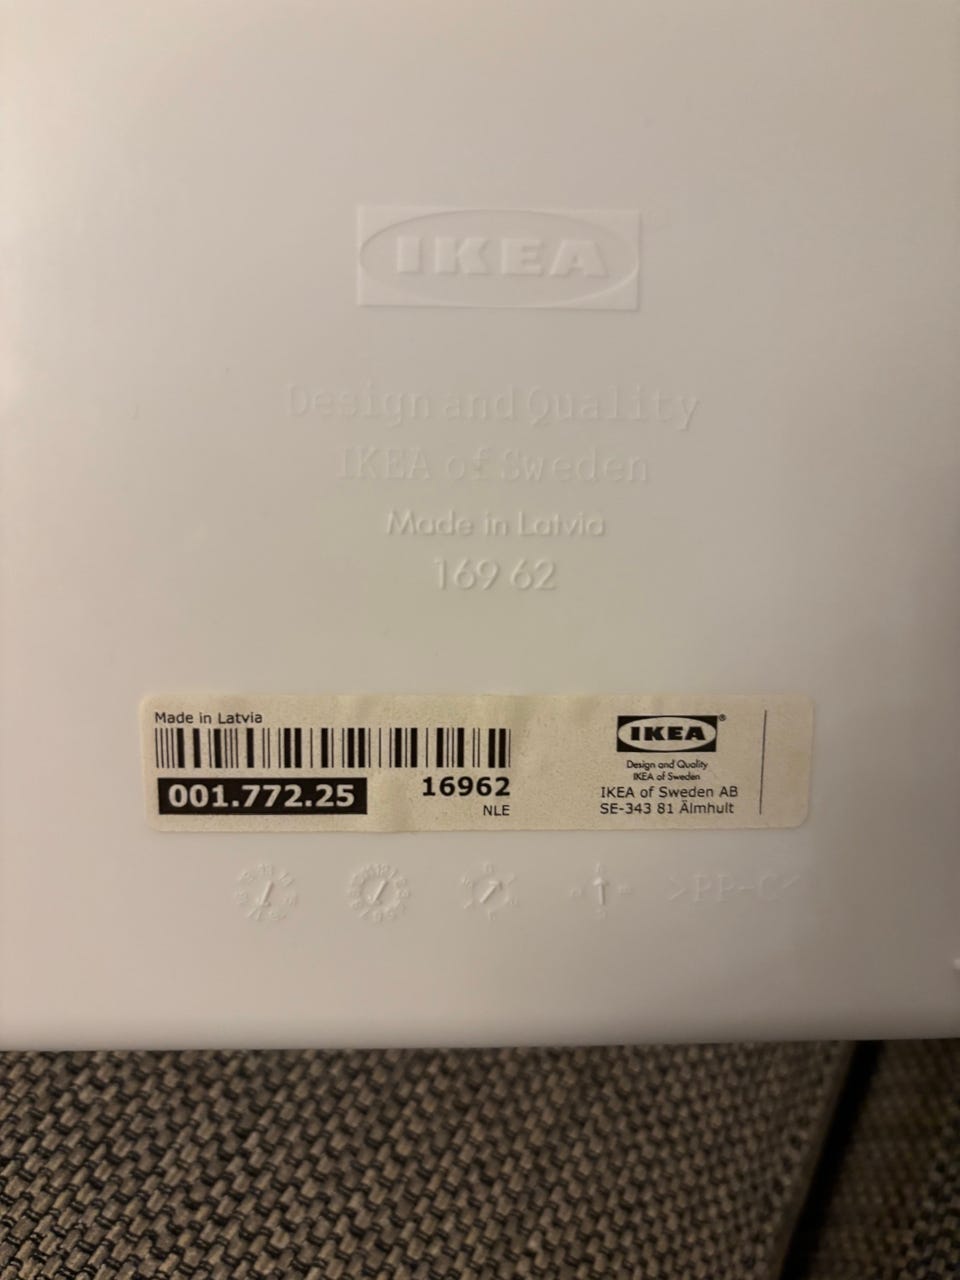 IKEA
Design and Quality
IKEA of Sweden
Made in Latvia
169 62
Made in Latvia
001.772.25
16962
NLE
IKEA®
Design and Quality
IKEA of Sweden
IKEA of Sweden AB
SE-343 81 Älmhult
>PP-C<